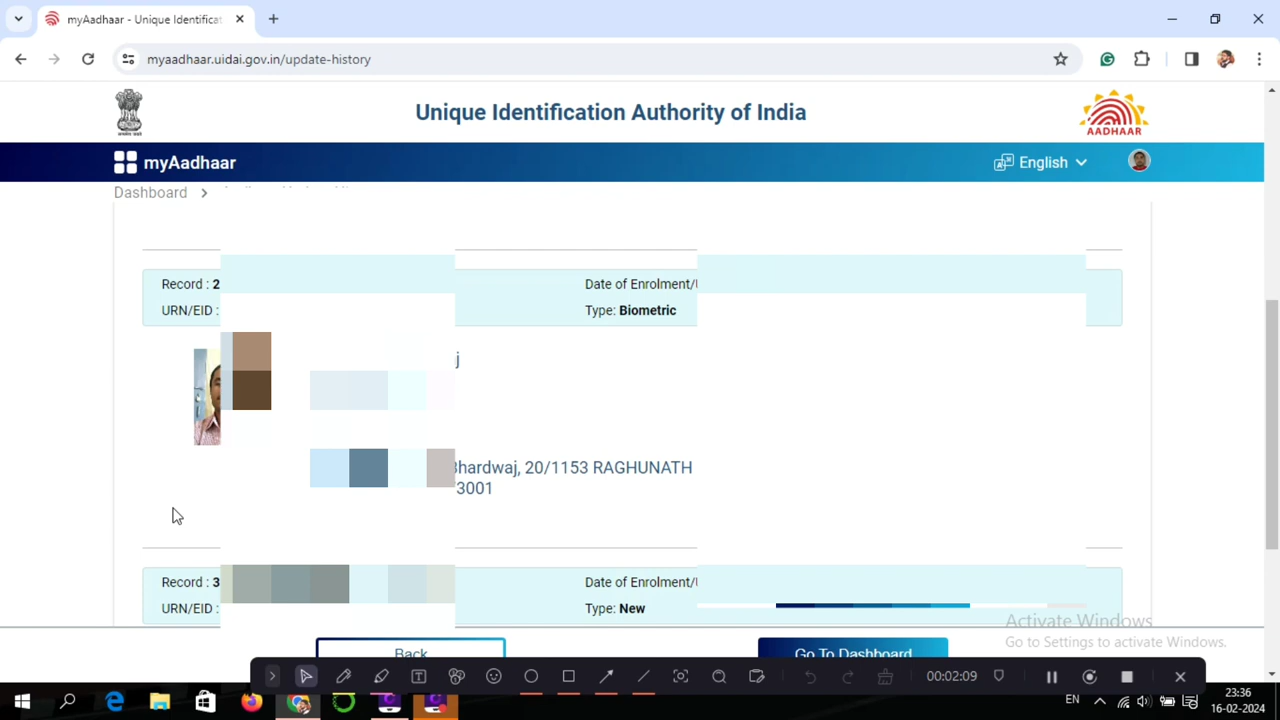 myAadhaar - Unique Identificat
myaadhaar.uidai.gov.in/update-history
Unique Identification Authority of India
AADHAAR
myAadhaar
English
Dashboard
Record : 2
Date of Enrolment/U
URN/EID :
Type: Biometric
j
Bhardwaj, 20/1153 RAGHUNATH
3001
Record : 3
Date of Enrolment/U
URN/EID :
Type: New
Activate Windows
Go to Settings to activate Windows.
Back
Go To Dashboard
00:02:09
EN
23:36
16-02-2024